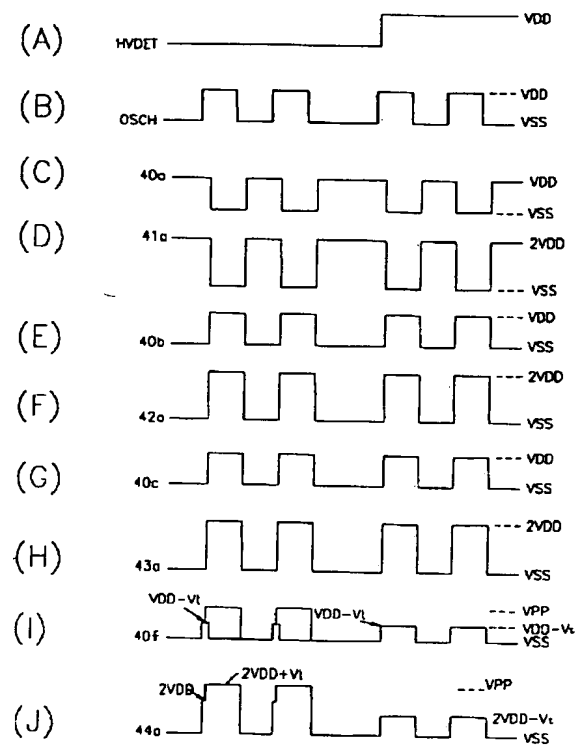 (A) HVDET VDD
(B) OSCH VDD VSS
(C) 40a VDD VSS
(D) 41a 2VDD VSS
(E) 40b VDD VSS
(F) 42a 2VDD VSS
(G) 40c VDD VSS
(H) 43a 2VDD VSS
(I) VDD-Vt 40f VDD-Vt VPP VDD-Vt VSS
(J) 2VDD 2VDD+Vt 44a VPP 2VDD-Vt VSS